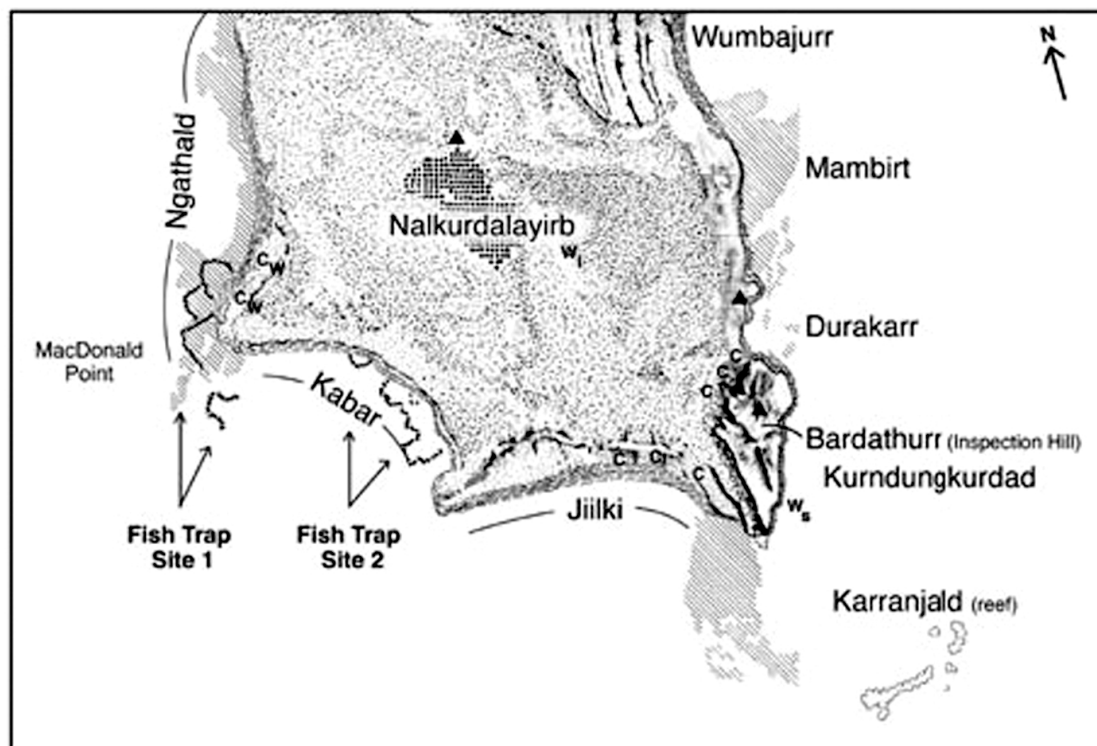 Wumbajurr
N
Ngathald
Mambirt
Nalkurdalayirb
W I
C W
C W
Durakarr
MacDonald
Point
C
C
C
Kabar
Bardathurr (Inspection Hill)
Kurndungkurdad
C I
C I
C
W S
Jiilki
Fish Trap
Site 1
Fish Trap
Site 2
Karranjald (reef)